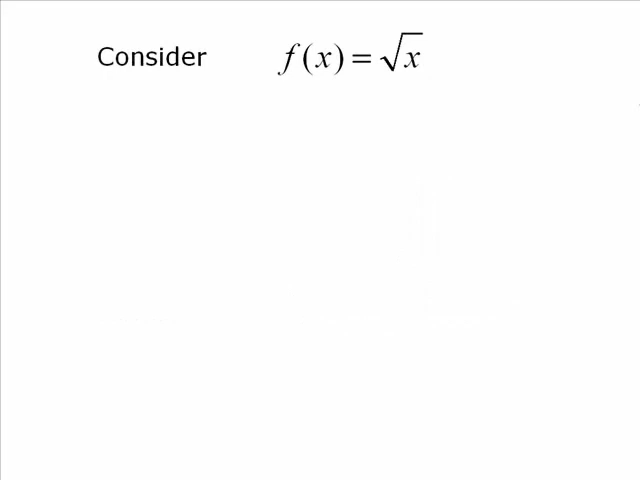 Consider f(x) = √x